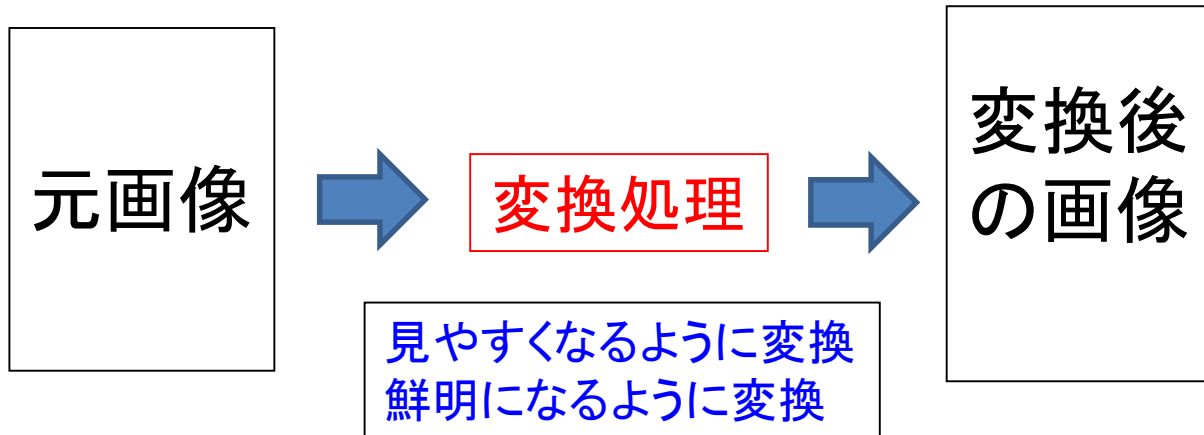 元画像
変換処理
変換後
の画像
見やすくなるように変換
鮮明になるように変換